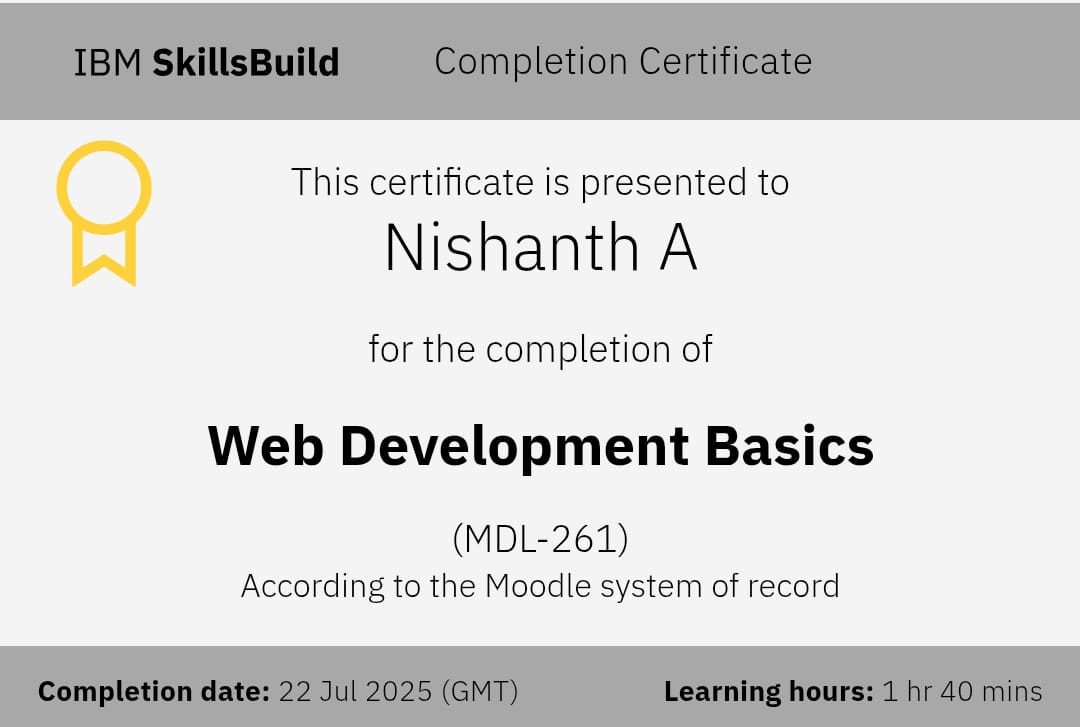 IBM SkillsBuild Completion Certificate
This certificate is presented to
Nishanth A
for the completion of
Web Development Basics
(MDL-261)
According to the Moodle system of record
Completion date: 22 Jul 2025 (GMT) Learning hours: 1 hr 40 mins